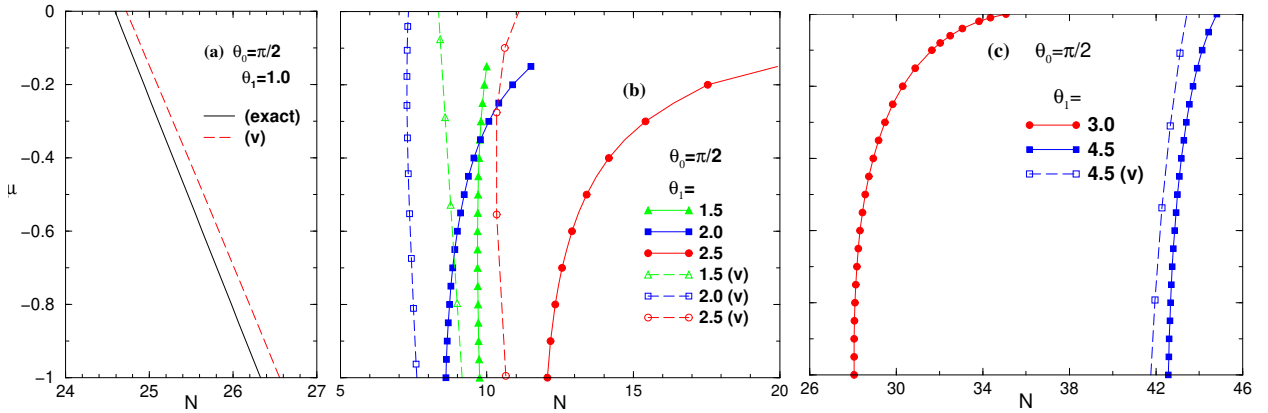 0
−0.2
−0.4
μ
−0.6
−0.8
−1
24 25 26 27
N
(a) θ₀=π/2
θ₁=1.0
(exact)
(v)
5 10 15 20
N
(b)
θ₀=π/2
θ₁=
1.5
2.0
2.5
1.5 (v)
2.0 (v)
2.5 (v)
26 30 34 38 42 46
N
(c) θ₀=π/2
θ₁=
3.0
4.5
4.5 (v)